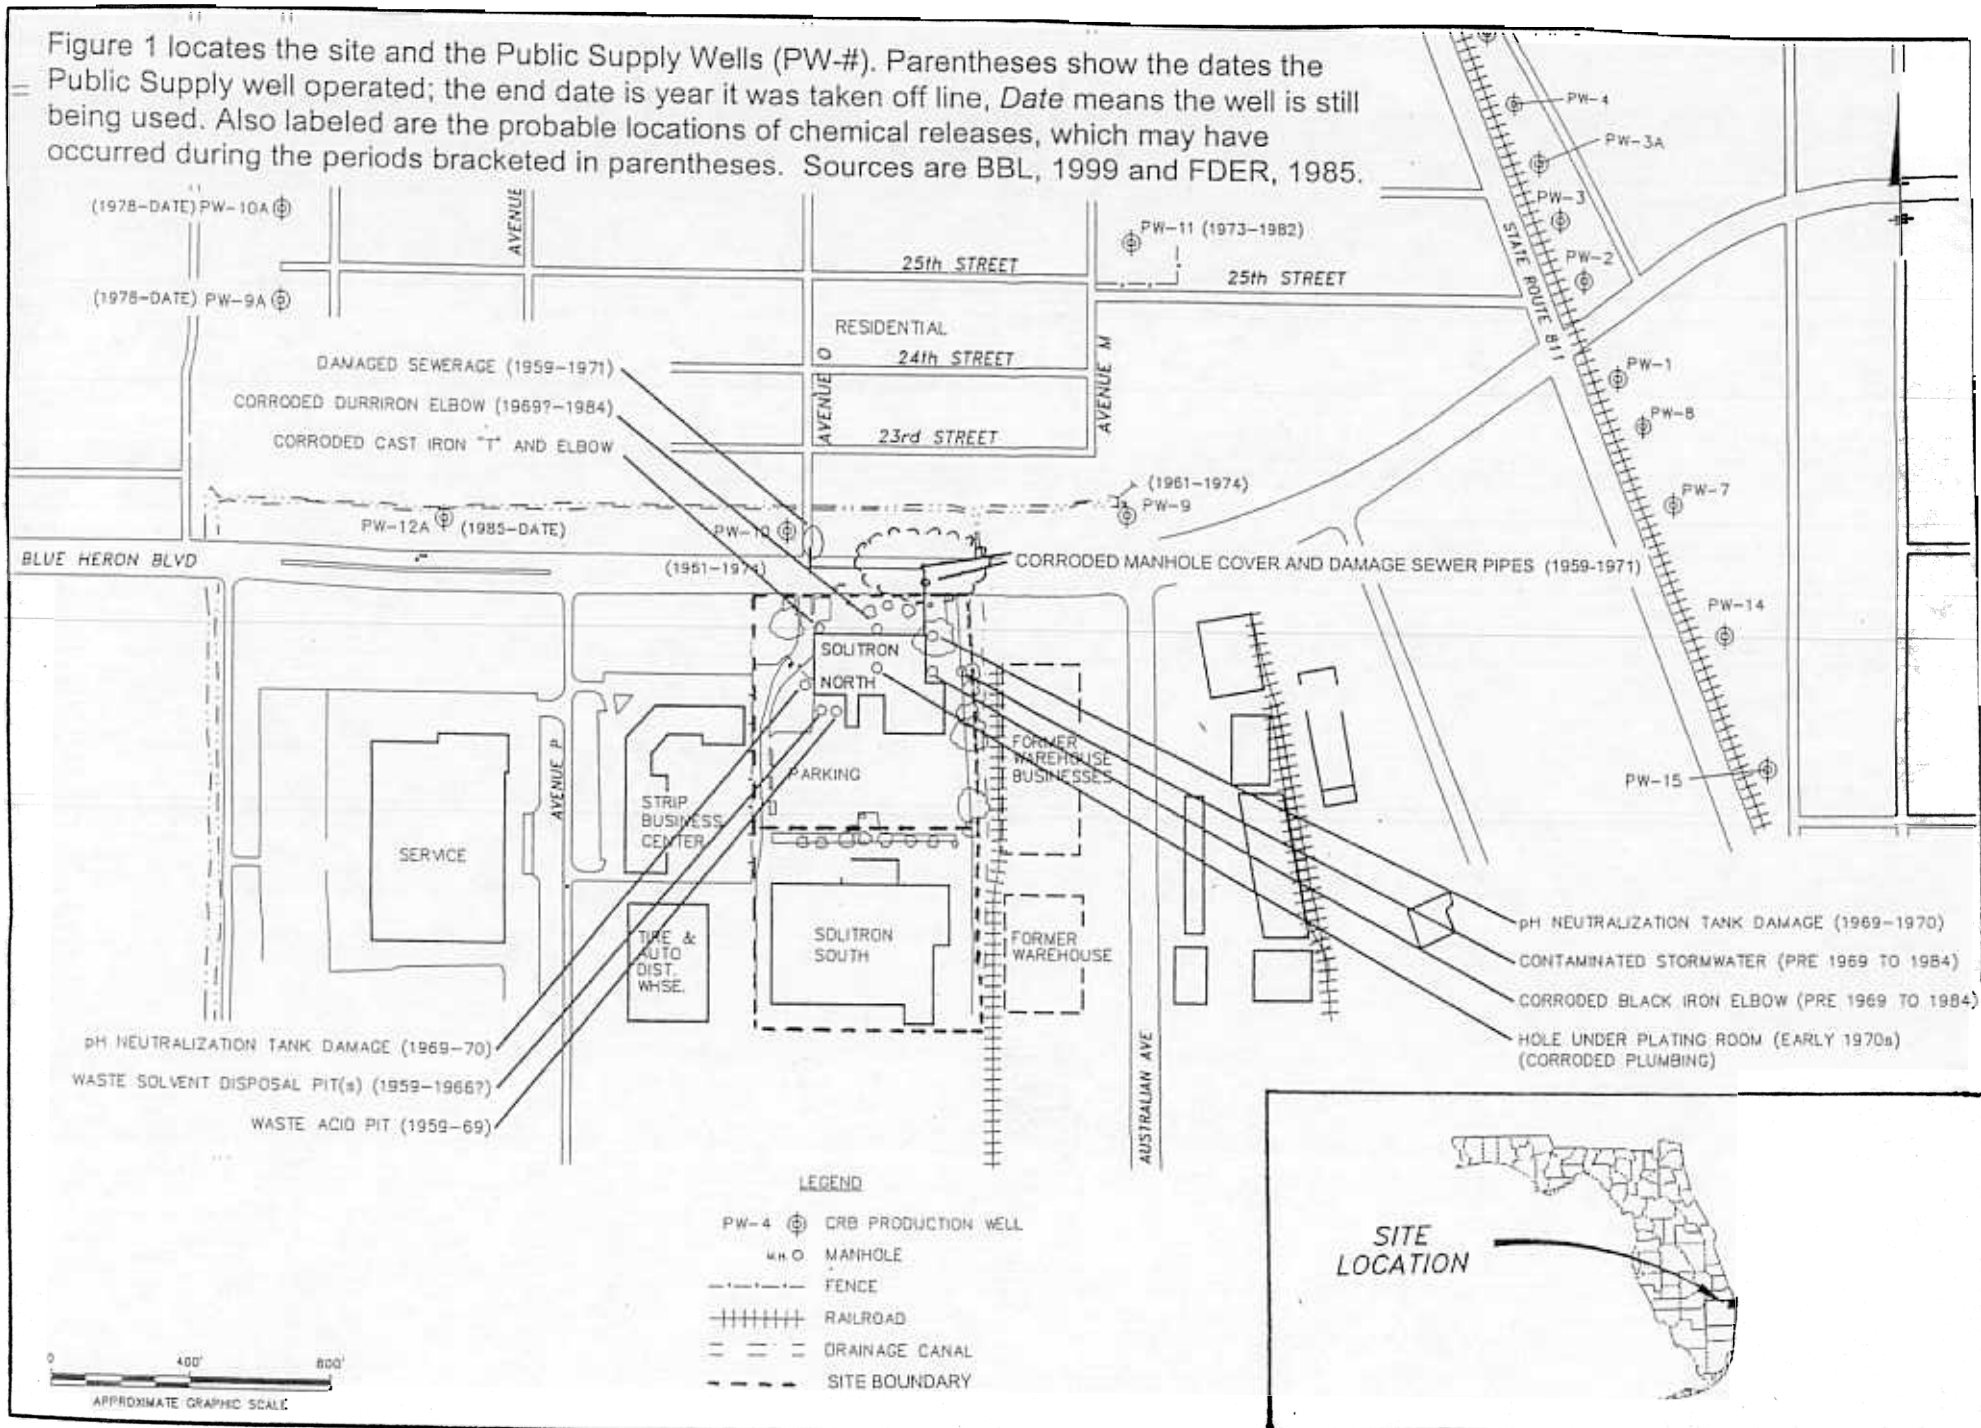 Figure 1 locates the site and the Public Supply Wells (PW-#). Parentheses show the dates the
Public Supply well operated; the end date is year it was taken off line, Date means the well is still
being used. Also labeled are the probable locations of chemical releases, which may have
occurred during the periods bracketed in parentheses. Sources are BBL, 1999 and FDER, 1985.
PW-4
PW-3A
PW-3
PW-2
(1978-DATE) PW-10A
AVENUE
PW-11 (1973-1982)
STATE ROUTE 811
25th STREET
25th STREET
(1978-DATE) PW-9A
RESIDENTIAL
24th STREET
AVENUE O
AVENUE M
23rd STREET
PW-1
PW-8
PW-7
PW-14
PW-15
DAMAGED SEWERAGE (1959-1971)
CORRODED DURRIRON ELBOW (1969?-1984)
CORRODED CAST IRON "T" AND ELBOW
(1961-1974)
PW-9
PW-12A (1985-DATE)
PW-10
(1961-1974)
BLUE HERON BLVD
CORRODED MANHOLE COVER AND DAMAGE SEWER PIPES (1959-1971)
SOLITRON
NORTH
PARKING
FORMER
WAREHOUSE
BUSINESSES
STRIP
BUSINESS
CENTER
AVENUE P
SERVICE
TIRE &
AUTO
DIST.
WHSE.
SOLITRON
SOUTH
FORMER
WAREHOUSE
AUSTRALIAN AVE
pH NEUTRALIZATION TANK DAMAGE (1969-1970)
CONTAMINATED STORMWATER (PRE 1969 TO 1984)
CORRODED BLACK IRON ELBOW (PRE 1969 TO 1984)
HOLE UNDER PLATING ROOM (EARLY 1970s)
(CORRODED PLUMBING)
pH NEUTRALIZATION TANK DAMAGE (1969-70)
WASTE SOLVENT DISPOSAL PIT(s) (1959-1966?)
WASTE ACID PIT (1959-69)
LEGEND
PW-4 CRB PRODUCTION WELL
M.H. MANHOLE
FENCE
RAILROAD
DRAINAGE CANAL
SITE BOUNDARY
0 400' 800'
APPROXIMATE GRAPHIC SCALE
SITE
LOCATION